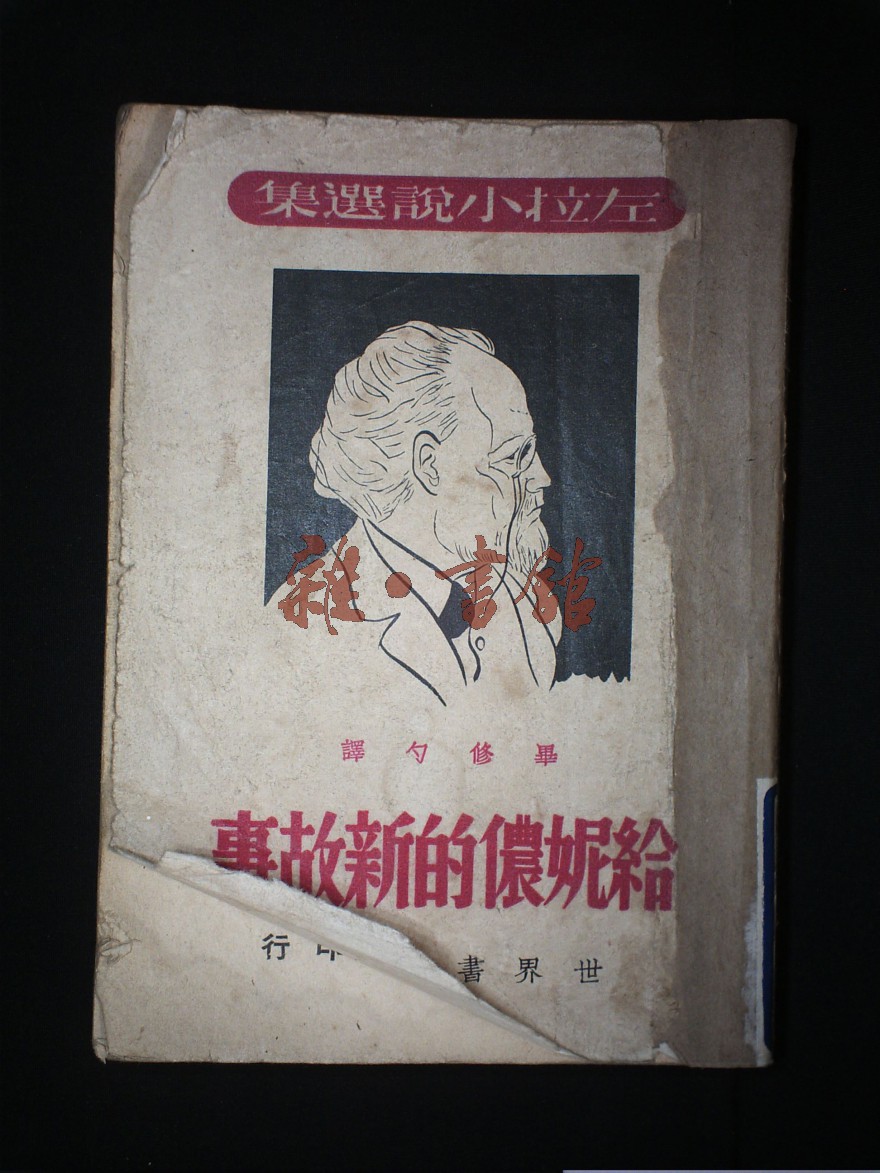 左拉小說選集
雜·書館
畢修勺譯
給妮儂的新故事
世界書 印行